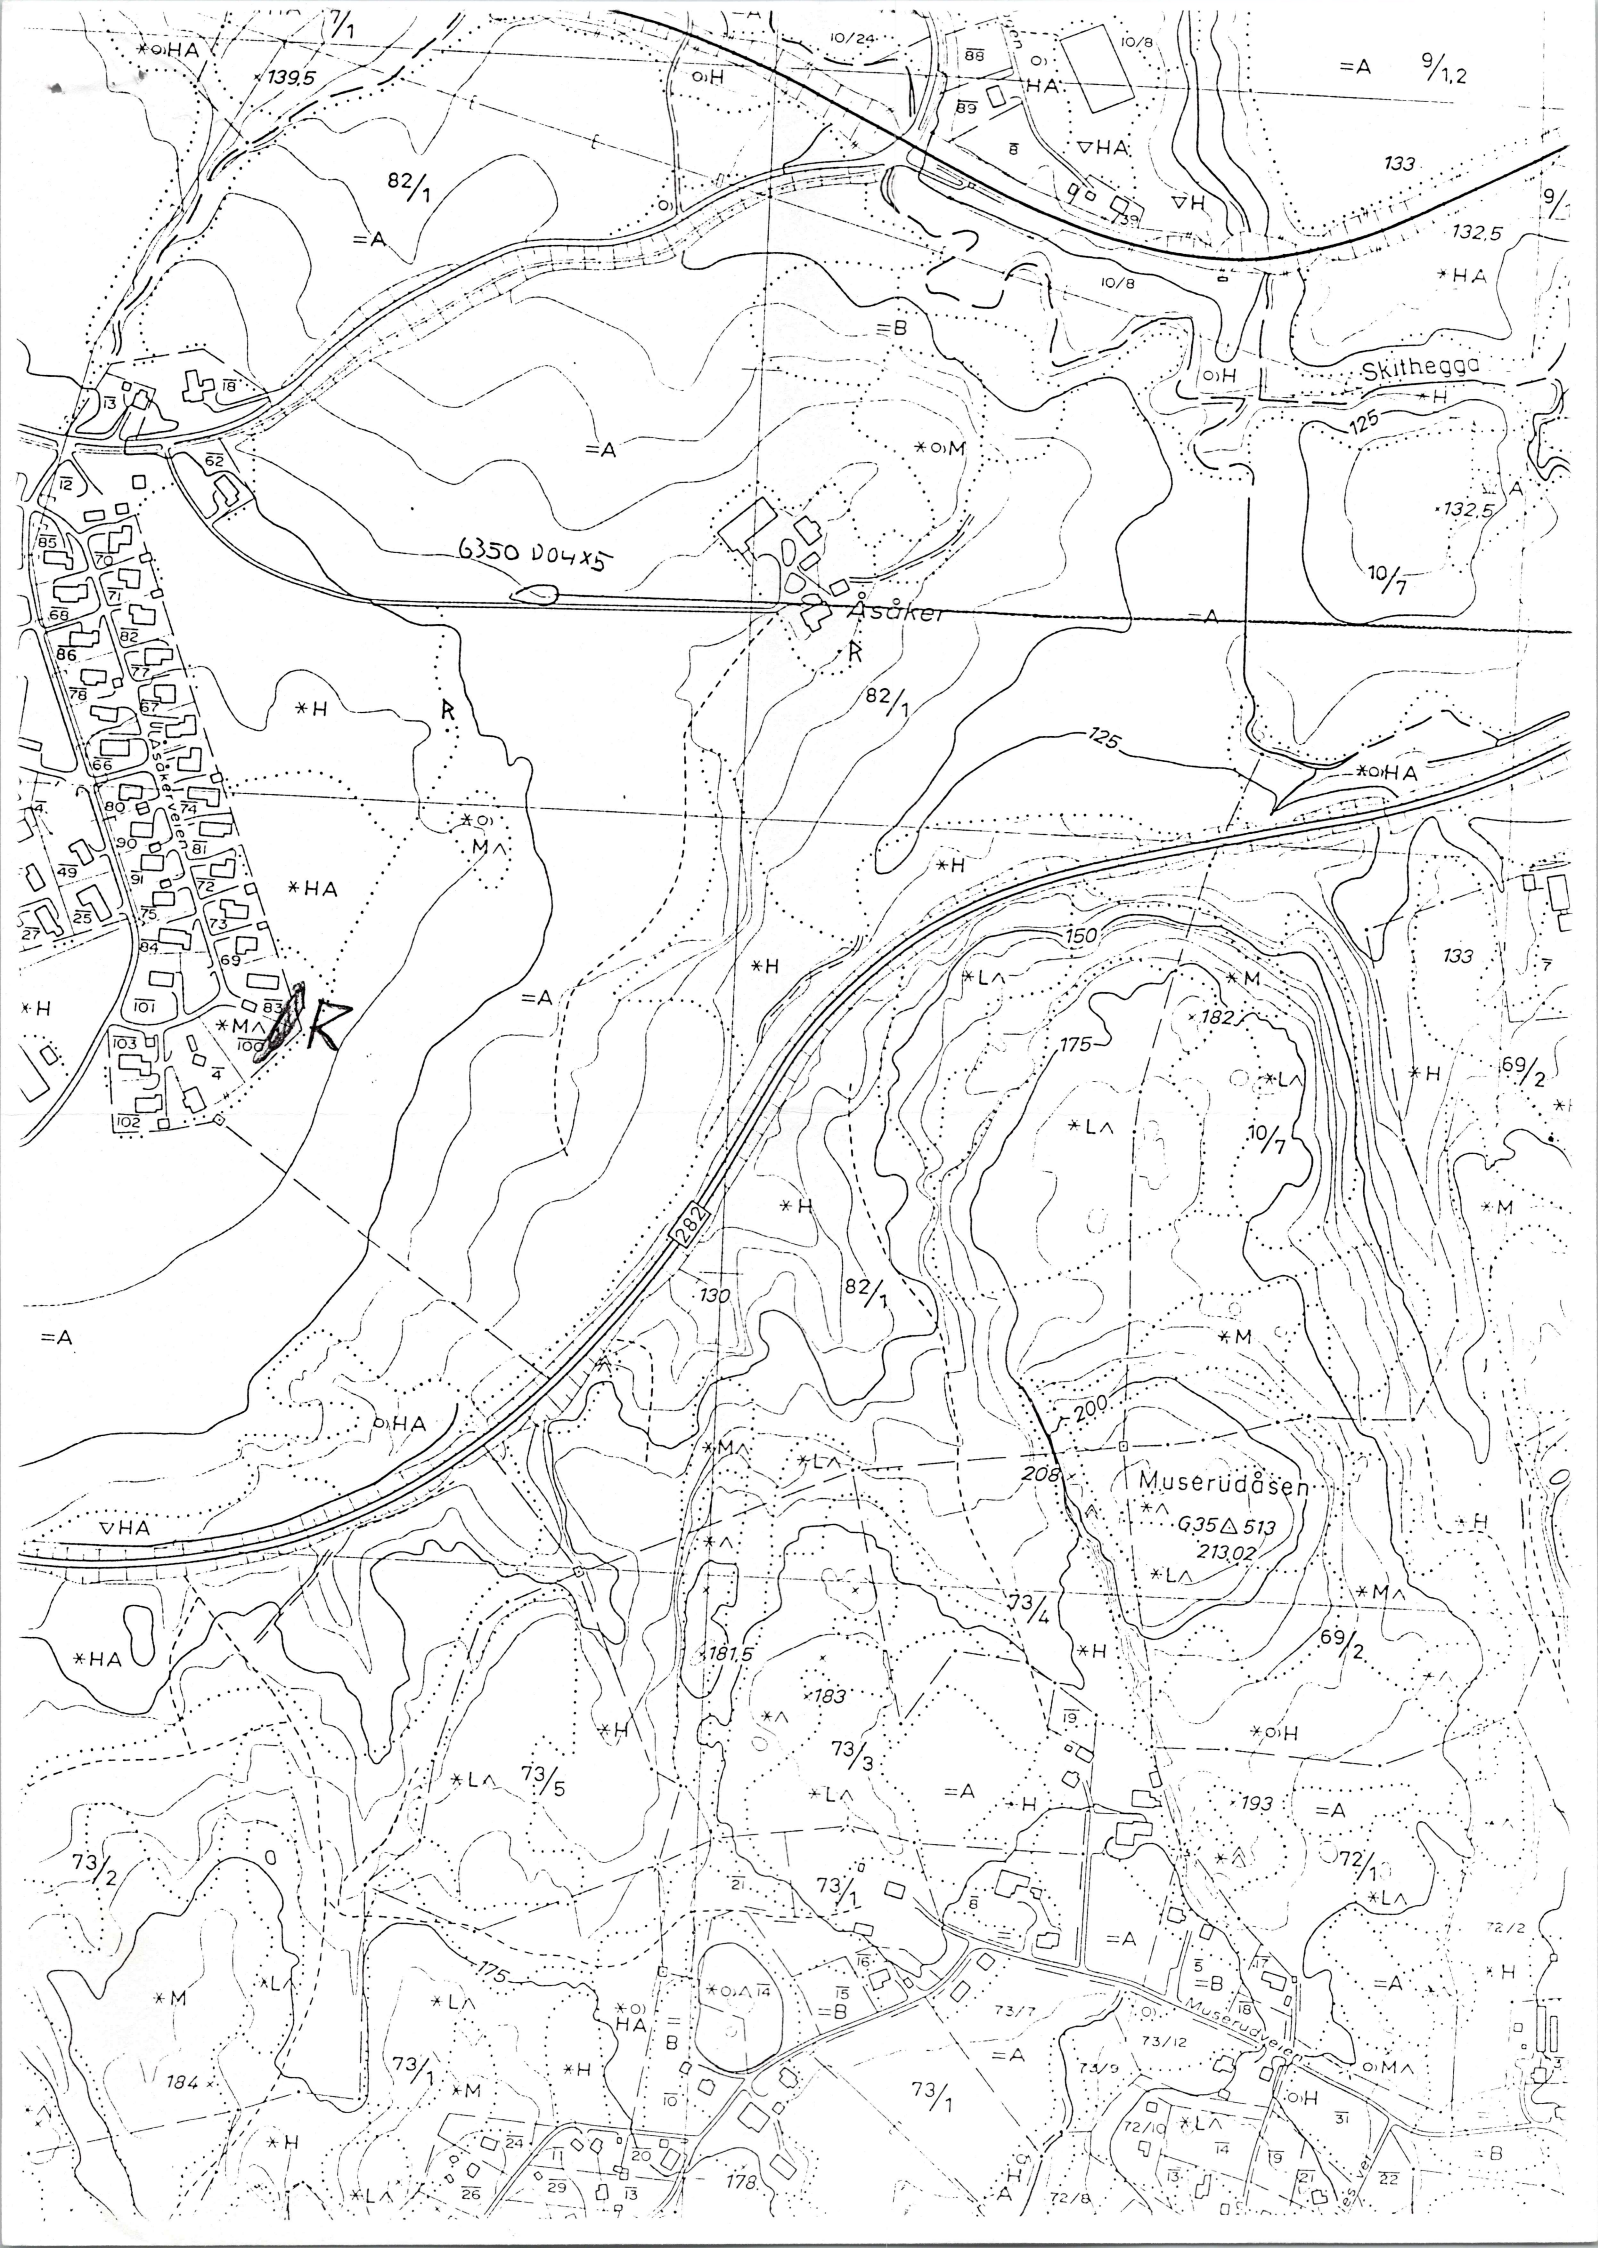 *o)HA
7/1
10/24
88
10/8
=A
9/1,2
×139,5
o)H
o)
HA
89
8
▽HA
133
82/1
o)
▽H
739
9/
=A
132,5
10/8
*HA
=B
18
13
o)H
Skithegga
*H
125
62
=A
*o)M
12
A
×132,5
85
70
6350 D04X5
71
10/7
68
Åsåker
=A
82
86
R
77
78
*H
R
82/1
67
125
66
Åsåkerveien
*o)HA
80
74
*o)
90
81
M^
*H
49
91
72
*HA
25
75
73
27
84
150
133
69
*H
*L^
*M
7
=A
×182
*H
101
83
R
*M^
100
175
103
*L^
*H
69/2
4
*L^
102
10/7
*H
*M
282
82/1
130
*M
=A
200
o)HA
*M^
*L^
208
Muserudåsen
*^
▽HA
G35△513
*H
213,02
*^
*L^
*M^
73/4
69/2
*HA
×181,5
*H
*^
×183
19
*^
*H
*o)H
73/3
*L^
73/5
*L^
=A
H
193
=A
73/2
*^
72/1
21
73/1
*L^
8
72/2
=A
16
175
5
47
*L^
*M
*L^
*o)^ 14
15
=B
=A
*H
*o)
HA
=B
73/7
18
Muserudveien
=
B
73/12
=A
o)M^
184×
73/1
*M
*H
73/9
73/1
o)H
10
31
72/10
*L^
*H
24
11
20
14
19
=B
H
A
13
21
22
*L^
26
29
13
178
72/8